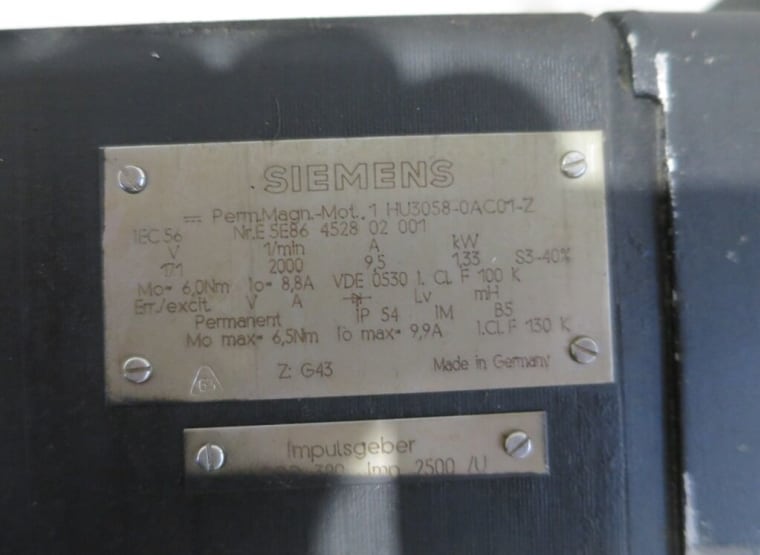 SIEMENS
Perm.Magn.-Mot. 1 HU3058-0AC01-Z
IEC 56 Nr.E 5E86 4528 02 001
V 1/min A kW
171 2000 9,5 1,33 S3-40%
Mo= 6,0Nm Io= 8,8A VDE 0530 I. Cl. F 100 K
Err./excit. V A Lv mH
Permanent IP 54 IM B5
Mo max= 6,5Nm Io max= 9,9A I.Cl.F 130 K
Z: G43 Made in Germany
Impulsgeber
320 Imp 2500 /U